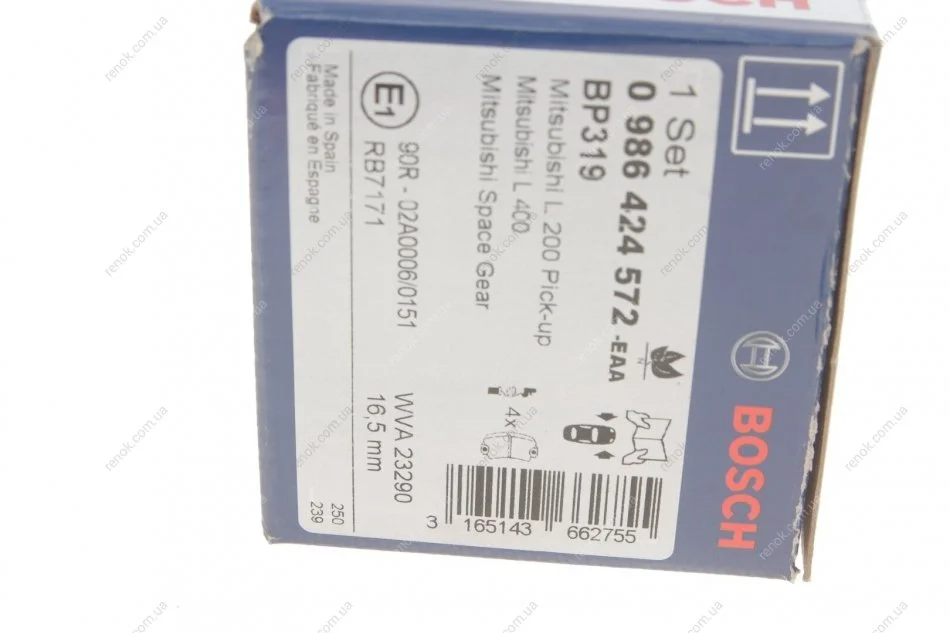 1 Set
0 986 424 572 -EAA
BP319
Mitsubishi L 200 Pick-up
Mitsubishi L 400
Mitsubishi Space Gear
4x
E1
90R - 02A0006/0151
RB7171
WVA 23290
16,5 mm
Made in Spain
Fabriqué en Espagne
250
239
3 165143 662755
BOSCH
renok.com.ua